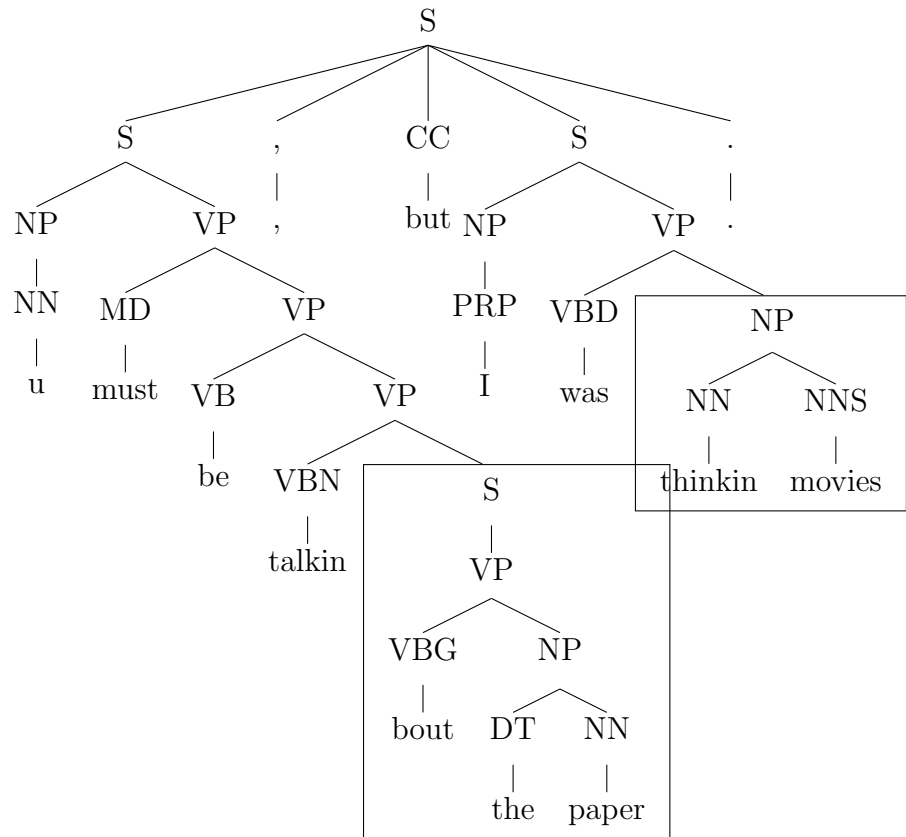 S
S , CC S .
NP VP , but NP VP .
NN MD VP PRP VBD NP
u must VB VP I was NN NNS
be VBN S thinkin movies
talkin VP
VBG NP
bout DT NN
the paper